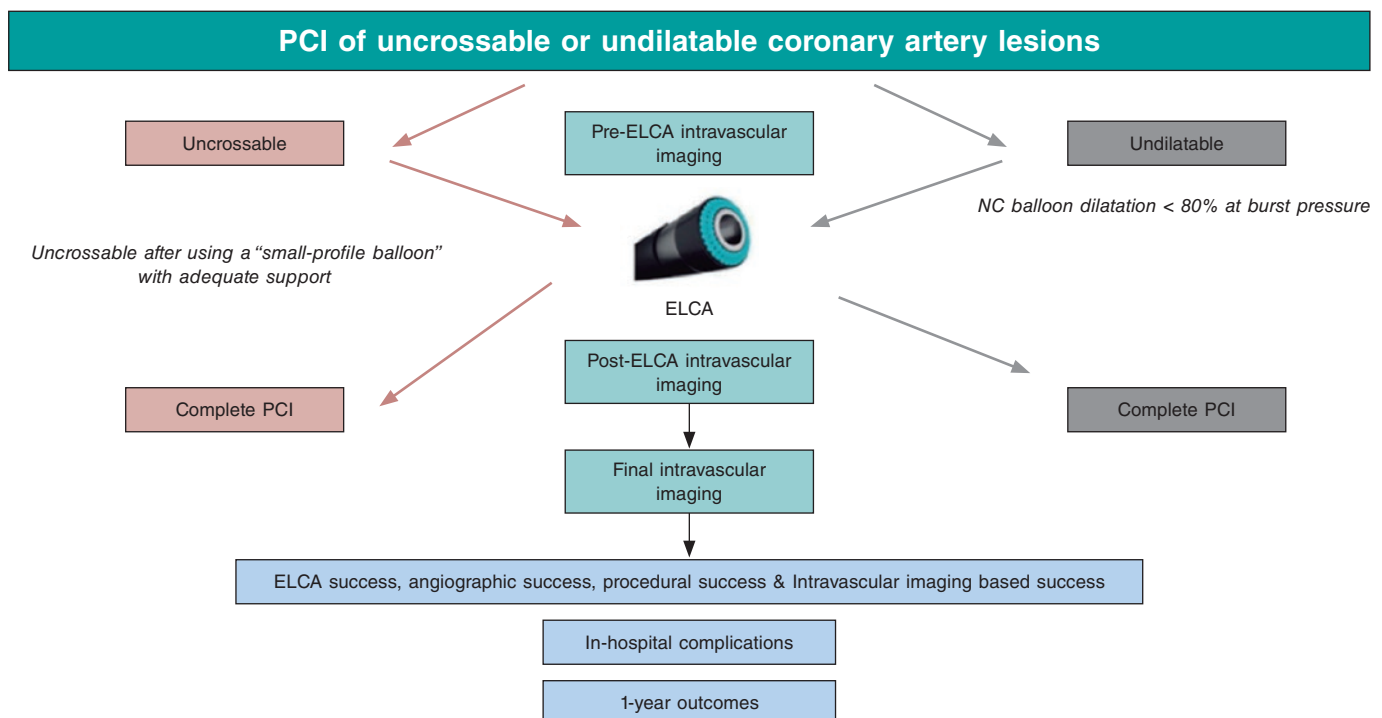 PCI of uncrossable or undilatable coronary artery lesions
Uncrossable
Pre-ELCA intravascular
imaging
Undilatable
Uncrossable after using a “small-profile balloon”
with adequate support
NC balloon dilatation < 80% at burst pressure
ELCA
Post-ELCA intravascular
imaging
Complete PCI
Complete PCI
Final intravascular
imaging
ELCA success, angiographic success, procedural success & Intravascular imaging based success
In-hospital complications
1-year outcomes